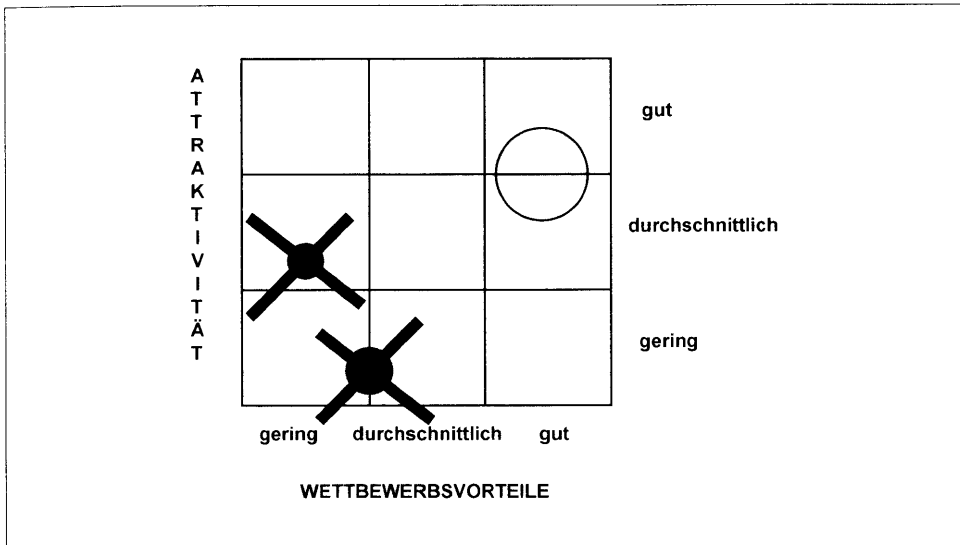 ATTRAKTIVITÄT
gut
durchschnittlich
gering
gering durchschnittlich gut
WETTBEWERBSVORTEILE